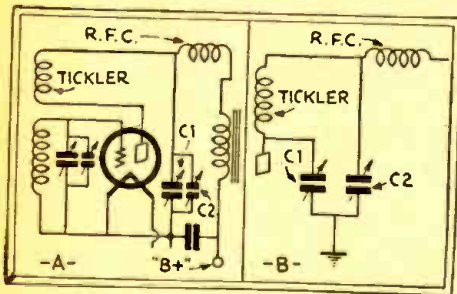 R.F.C.
TICKLER
C1
C2
"B+"
-A-
R.F.C.
TICKLER
C1
C2
-B-